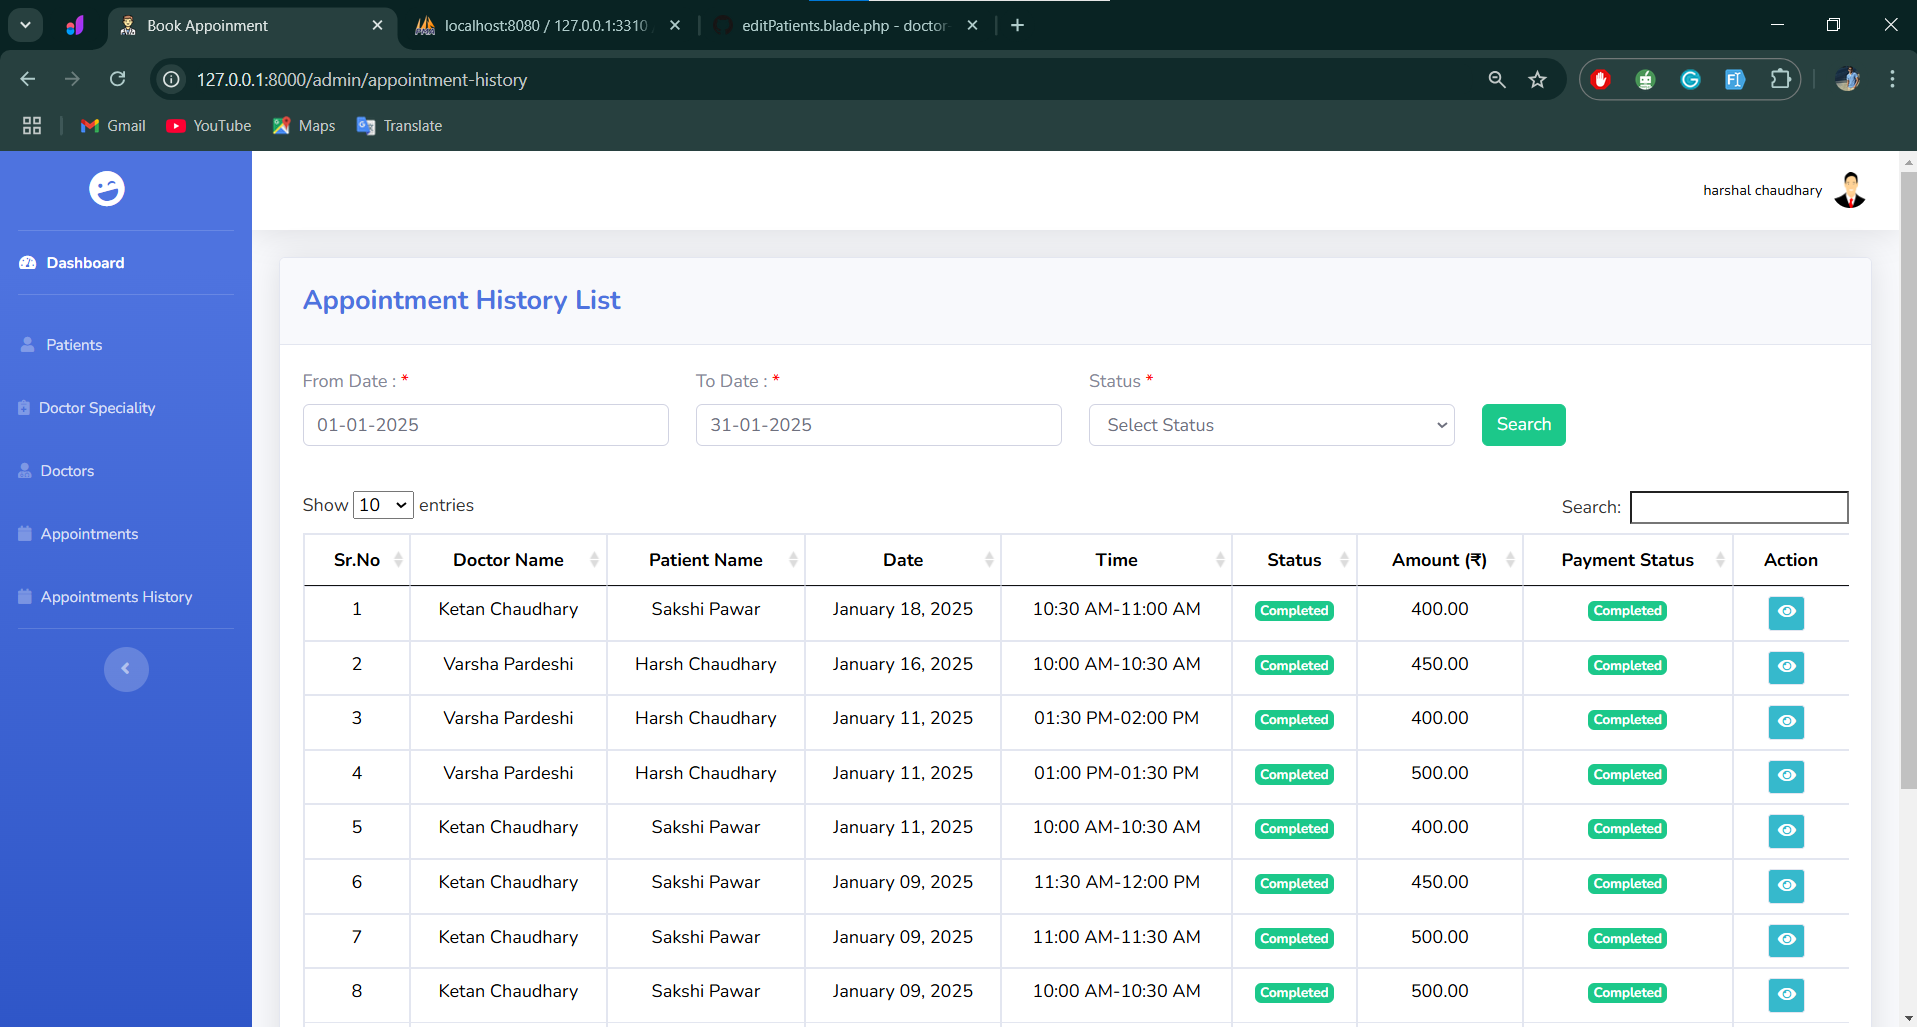 Book Appoinment
localhost:8080 / 127.0.0.1:3310
editPatients.blade.php - doctor
127.0.0.1:8000/admin/appointment-history
Gmail
YouTube
Maps
Translate
harshal chaudhary
Dashboard
Patients
Doctor Speciality
Doctors
Appointments
Appointments History
Appointment History List
From Date : * To Date : * Status *
01-01-2025 31-01-2025 Select Status Search
Show 10 entries Search:
Sr.No Doctor Name Patient Name Date Time Status Amount (₹) Payment Status Action
1 Ketan Chaudhary Sakshi Pawar January 18, 2025 10:30 AM-11:00 AM Completed 400.00 Completed
2 Varsha Pardeshi Harsh Chaudhary January 16, 2025 10:00 AM-10:30 AM Completed 450.00 Completed
3 Varsha Pardeshi Harsh Chaudhary January 11, 2025 01:30 PM-02:00 PM Completed 400.00 Completed
4 Varsha Pardeshi Harsh Chaudhary January 11, 2025 01:00 PM-01:30 PM Completed 500.00 Completed
5 Ketan Chaudhary Sakshi Pawar January 11, 2025 10:00 AM-10:30 AM Completed 400.00 Completed
6 Ketan Chaudhary Sakshi Pawar January 09, 2025 11:30 AM-12:00 PM Completed 450.00 Completed
7 Ketan Chaudhary Sakshi Pawar January 09, 2025 11:00 AM-11:30 AM Completed 500.00 Completed
8 Ketan Chaudhary Sakshi Pawar January 09, 2025 10:00 AM-10:30 AM Completed 500.00 Completed